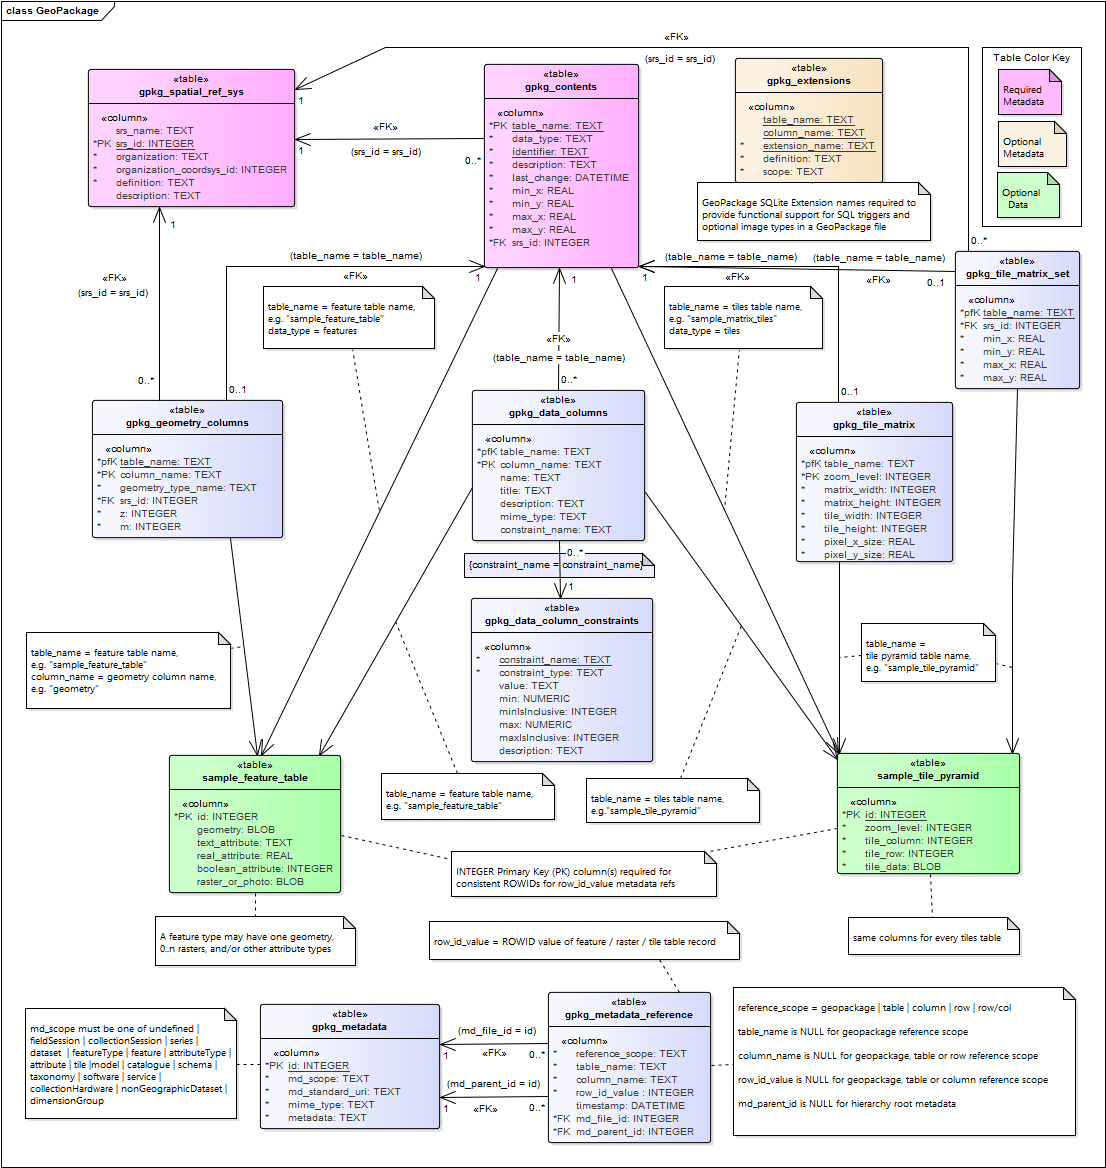 class GeoPackage
«FK»
(srs_id = srs_id)
Table Color Key
Required
Metadata
Optional
Metadata
Optional
Data
«table»
gpkg_spatial_ref_sys
«column»
srs_name: TEXT
*PK srs_id: INTEGER
* organization: TEXT
* organization_coordsys_id: INTEGER
* definition: TEXT
description: TEXT
1
1
1
«FK»
(srs_id = srs_id)
0..*
«table»
gpkg_contents
«column»
*PK table_name: TEXT
* data_type: TEXT
* identifier: TEXT
* description: TEXT
* last_change: DATETIME
* min_x: REAL
* min_y: REAL
* max_x: REAL
* max_y: REAL
*FK srs_id: INTEGER
«table»
gpkg_extensions
«column»
table_name: TEXT
column_name: TEXT
* extension_name: TEXT
* definition: TEXT
* scope: TEXT
GeoPackage SQLite Extension names required to
provide functional support for SQL triggers and
optional image types in a GeoPackage file
0..*
«table»
gpkg_tile_matrix_set
«column»
*pfK table_name: TEXT
*FK srs_id: INTEGER
* min_x: REAL
* min_y: REAL
* max_x: REAL
* max_y: REAL
(table_name = table_name)
«FK»
1
(table_name = table_name)
«FK»
1
(table_name = table_name)
«FK»
0..1
«FK»
(srs_id = srs_id)
0..*
0..1
table_name = feature table name,
e.g. "sample_feature_table"
data_type = features
1
«FK»
(table_name = table_name)
0..*
table_name = tiles table name,
e.g. "sample_matrix_tiles"
data_type = tiles
0..1
«table»
gpkg_geometry_columns
«column»
*pfK table_name: TEXT
*PK column_name: TEXT
* geometry_type_name: TEXT
*FK srs_id: INTEGER
* z: INTEGER
* m: INTEGER
«table»
gpkg_data_columns
«column»
*pfK table_name: TEXT
*PK column_name: TEXT
name: TEXT
title: TEXT
description: TEXT
mime_type: TEXT
constraint_name: TEXT
«table»
gpkg_tile_matrix
«column»
*pfK table_name: TEXT
*PK zoom_level: INTEGER
* matrix_width: INTEGER
* matrix_height: INTEGER
* tile_width: INTEGER
* tile_height: INTEGER
* pixel_x_size: REAL
* pixel_y_size: REAL
0..*
{constraint_name = constraint_name}
1
«table»
gpkg_data_column_constraints
«column»
* constraint_name: TEXT
* constraint_type: TEXT
value: TEXT
min: NUMERIC
minIsInclusive: INTEGER
max: NUMERIC
maxIsInclusive: INTEGER
description: TEXT
table_name = feature table name,
e.g. "sample_feature_table"
column_name = geometry column name,
e.g. "geometry"
table_name =
tile pyramid table name,
e.g. "sample_tile_pyramid"
«table»
sample_feature_table
«column»
*PK id: INTEGER
geometry: BLOB
text_attribute: TEXT
real_attribute: REAL
boolean_attribute: INTEGER
raster_or_photo: BLOB
table_name = feature table name,
e.g. "sample_feature_table"
table_name = tiles table name,
e.g."sample_tile_pyramid"
«table»
sample_tile_pyramid
«column»
*PK id: INTEGER
* zoom_level: INTEGER
* tile_column: INTEGER
* tile_row: INTEGER
* tile_data: BLOB
INTEGER Primary Key (PK) column(s) required for
consistent ROWIDs for row_id_value metadata refs
A feature type may have one geometry,
0..n rasters, and/or other attribute types
row_id_value = ROWID value of feature / raster / tile table record
same columns for every tiles table
md_scope must be one of undefined |
fieldSession | collectionSession | series |
dataset | featureType | feature | attributeType |
attribute | tile |model | catalogue | schema |
taxonomy | software | service |
collectionHardware | nonGeographicDataset |
dimensionGroup
«table»
gpkg_metadata
«column»
*PK id: INTEGER
* md_scope: TEXT
* md_standard_uri: TEXT
* mime_type: TEXT
* metadata: TEXT
(md_file_id = id)
1
«FK»
0..*
(md_parent_id = id)
1
«FK»
0..*
«table»
gpkg_metadata_reference
«column»
* reference_scope: TEXT
table_name: TEXT
column_name: TEXT
row_id_value : INTEGER
timestamp: DATETIME
*FK md_file_id: INTEGER
*FK md_parent_id: INTEGER
reference_scope = geopackage | table | column | row | row/col
table_name is NULL for geopackage reference scope
column_name is NULL for geopackage, table or row reference scope
row_id_value is NULL for geopackage, table or column reference scope
md_parent_id is NULL for hierarchy root metadata